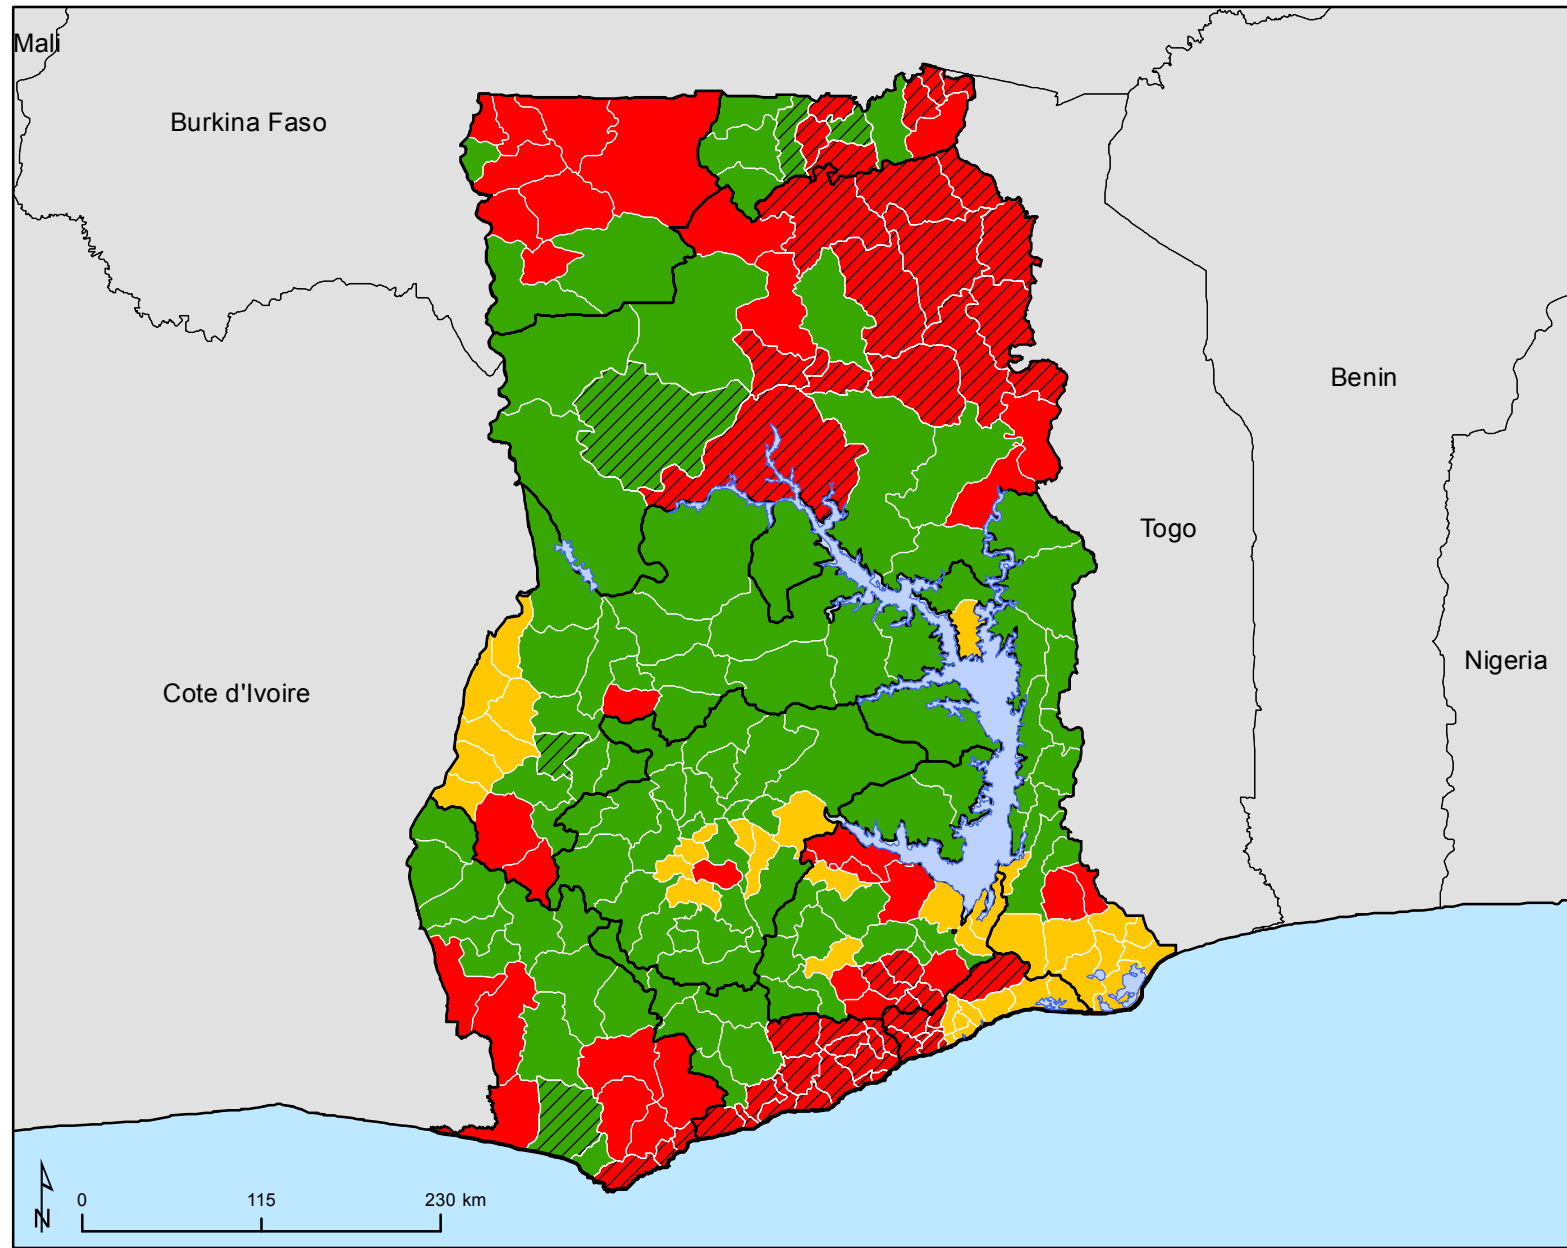 Mali
Burkina Faso
Benin
Togo
Nigeria
Cote d'Ivoire
N
0 115 230 km